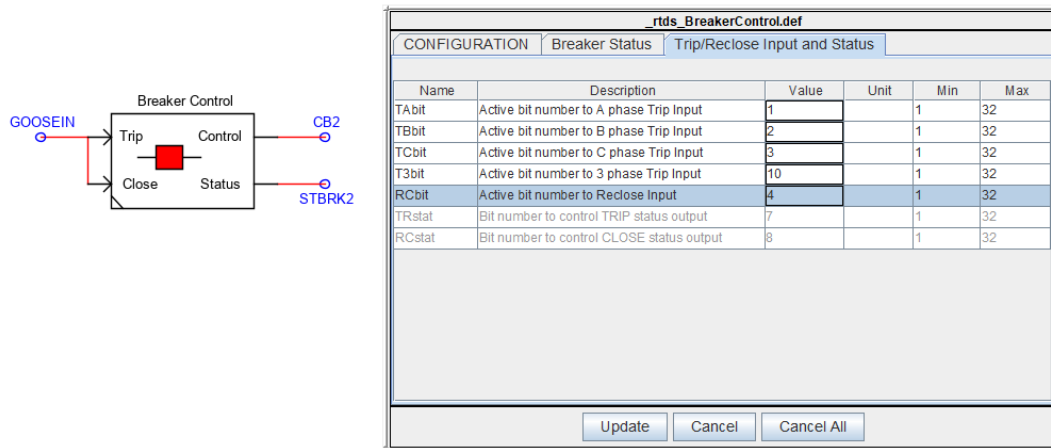 Breaker Control
GOOSEIN
Trip
Control
CB2
Close
Status
STBRK2
_rtds_BreakerControl.def
CONFIGURATION Breaker Status Trip/Reclose Input and Status
Name Description Value Unit Min Max
TAbit Active bit number to A phase Trip Input 1 1 32
TBbit Active bit number to B phase Trip Input 2 1 32
TCbit Active bit number to C phase Trip Input 3 1 32
T3bit Active bit number to 3 phase Trip Input 10 1 32
RCbit Active bit number to Reclose Input 4 1 32
TRstat Bit number to control TRIP status output 7 1 32
RCstat Bit number to control CLOSE status output 8 1 32
Update Cancel Cancel All